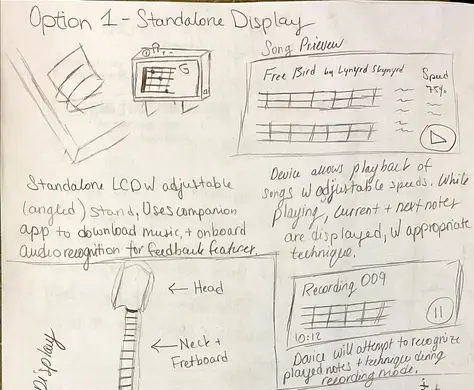 Option 1 - Standalone Display
G
Song Prieveu
Free Bird by Lynyrd Skynyrd
Speed
75%
Standalone LCD W adjustable
(angled) stand, Uses companion
app to download music, + onboard
audio recognition for feedback features.
Device allows playback of
songs w adjustable speeds. While
playing, current + next notes
are displayed, w appropriate
technique.
Display
← Head
← Neck +
Fretboard
Recording 009
10:12
Device will attempt to recognize
played notes + technique during
recording mode.